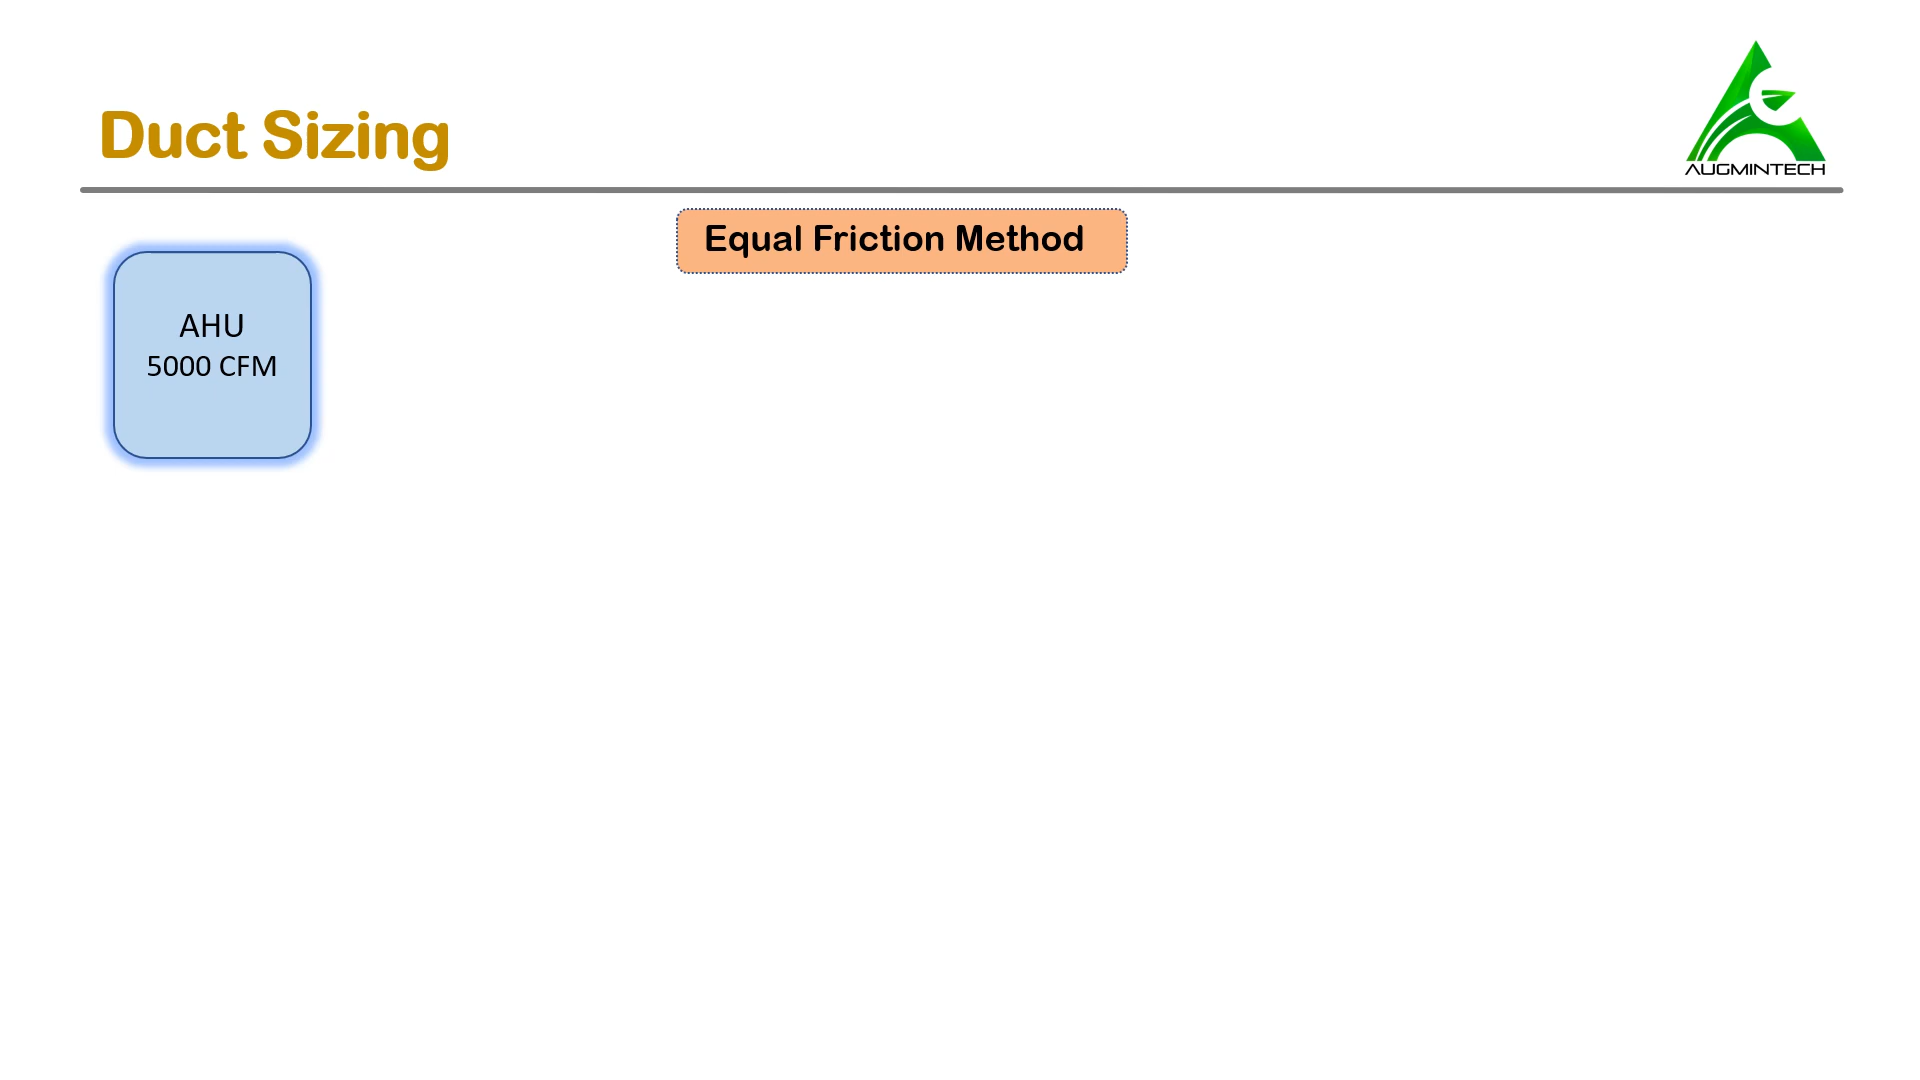 Duct Sizing
AUGMINTECH
Equal Friction Method
AHU
5000 CFM